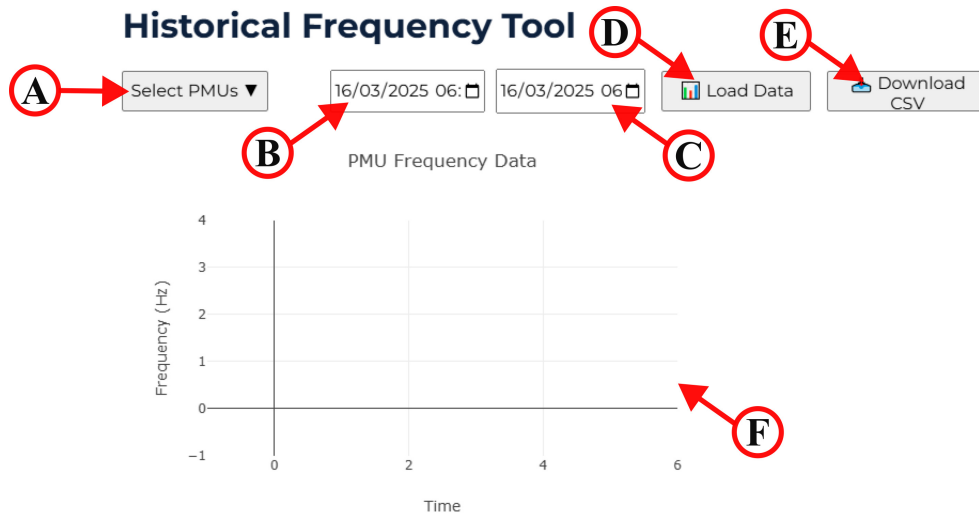 Historical Frequency Tool
D
E
A
Select PMUs ▼
16/03/2025 06:
16/03/2025 06
📊 Load Data
📥 Download
CSV
B
C
PMU Frequency Data
4
3
2
1
0
−1
Frequency (Hz)
F
0
2
4
6
Time